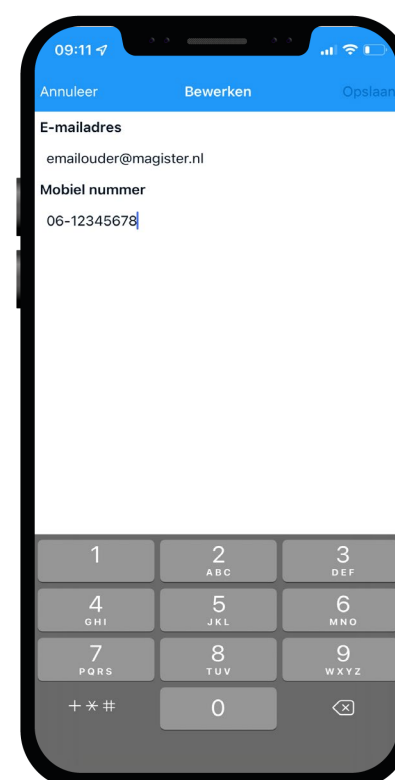 09:11
Annuleer Bewerken Opslaan
E-mailadres
emailouder@magister.nl
Mobiel nummer
06-12345678
1 2 3
ABC DEF
4 5 6
GHI JKL MNO
7 8 9
PQRS TUV WXYZ
+*# 0